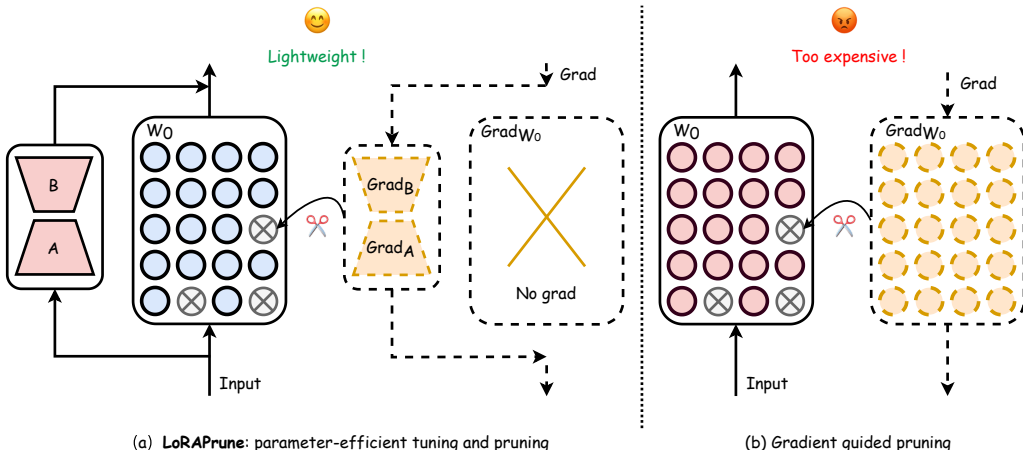 Lightweight !
Grad
W0
B
A
GradB
GradA
GradW0
No grad
Input
(a) LoRAPrune: parameter-efficient tuning and pruning
Too expensive !
Grad
W0
GradW0
Input
(b) Gradient guided pruning